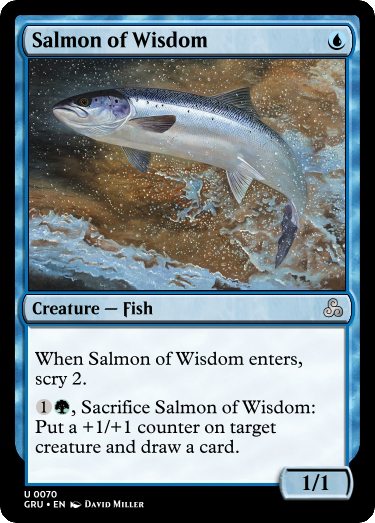 Salmon of Wisdom
Creature — Fish
When Salmon of Wisdom enters,
scry 2.
1, Sacrifice Salmon of Wisdom:
Put a +1/+1 counter on target
creature and draw a card.
1/1
U 0070
GRU • EN David Miller